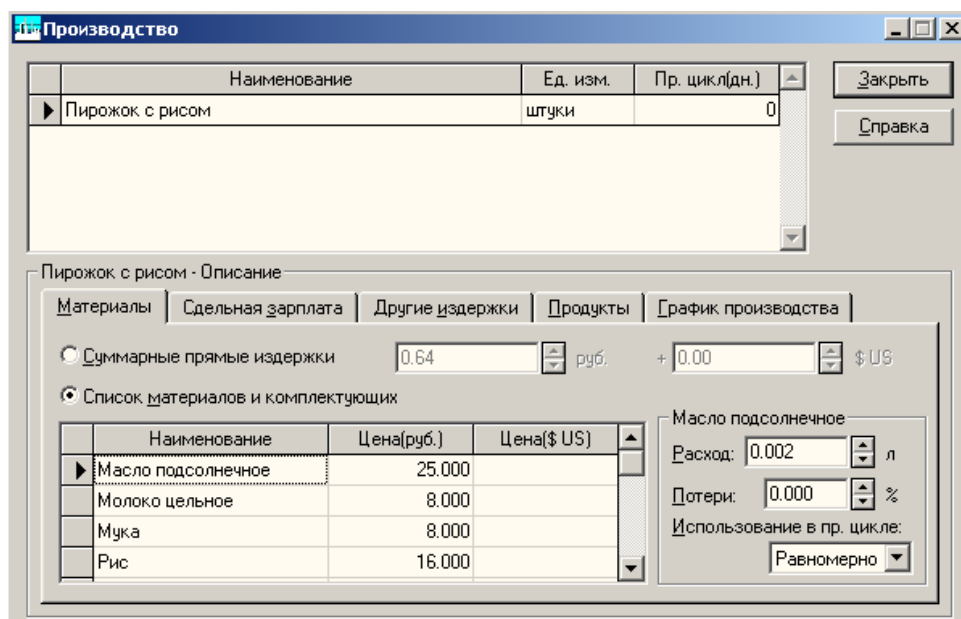 Производство
Наименование Ед. изм. Пр. цикл(дн.)
Пирожок с рисом штуки 0
Закрыть
Справка
Пирожок с рисом - Описание
Материалы Сдельная зарплата Другие издержки Продукты График производства
Суммарные прямые издержки 0.64 руб. + 0.00 $ US
Список материалов и комплектующих
Наименование Цена(руб.) Цена($ US)
Масло подсолнечное 25.000
Молоко цельное 8.000
Мука 8.000
Рис 16.000
Масло подсолнечное
Расход: 0.002 л
Потери: 0.000 %
Использование в пр. цикле:
Равномерно